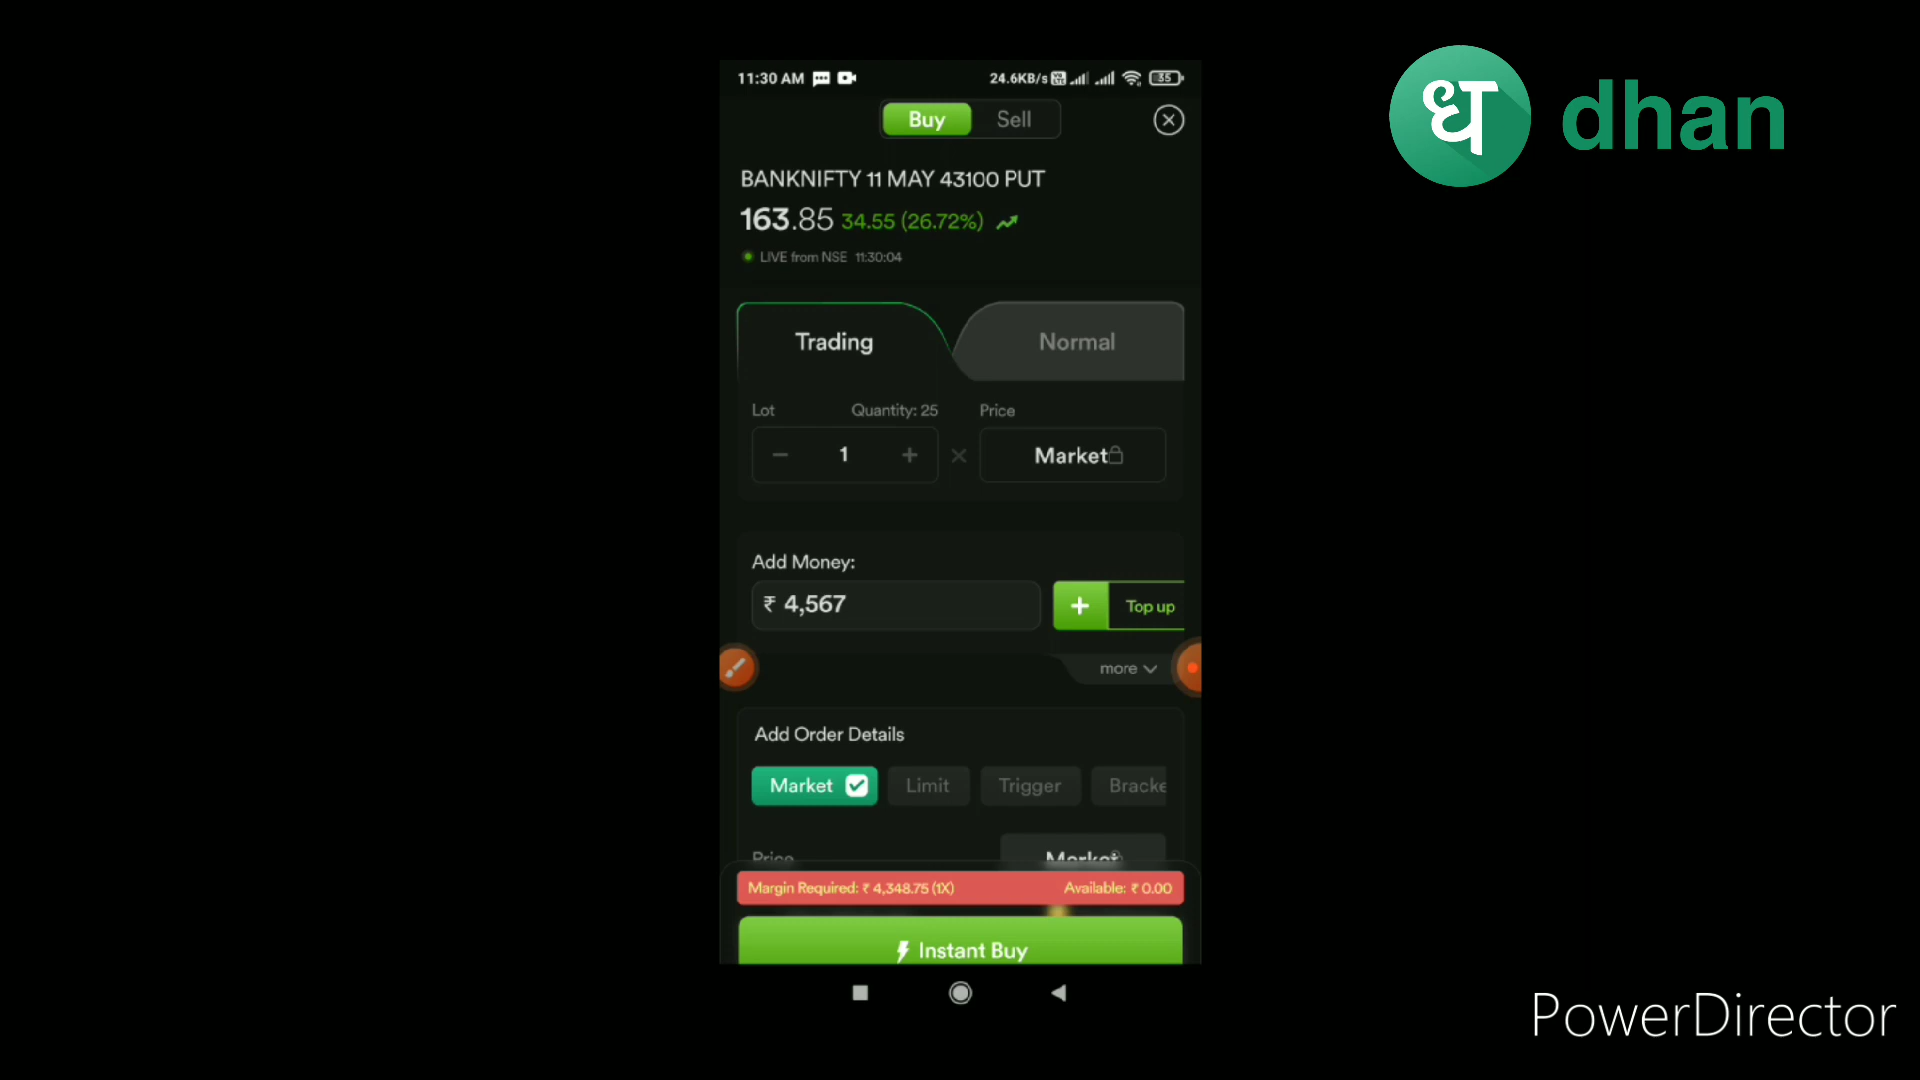 11:30 AM 24.6KB/s 35
ध dhan
Buy Sell
BANKNIFTY 11 MAY 43100 PUT
163.85 34.55 (26.72%)
LIVE from NSE 11:30:04
Trading Normal
Lot Quantity: 25 Price
− 1 + × Market
Add Money:
₹ 4,567 + Top up
more
Add Order Details
Market Limit Trigger Bracke
Price Market
Margin Required: ₹ 4,348.75 (1X) Available: ₹ 0.00
Instant Buy
PowerDirector